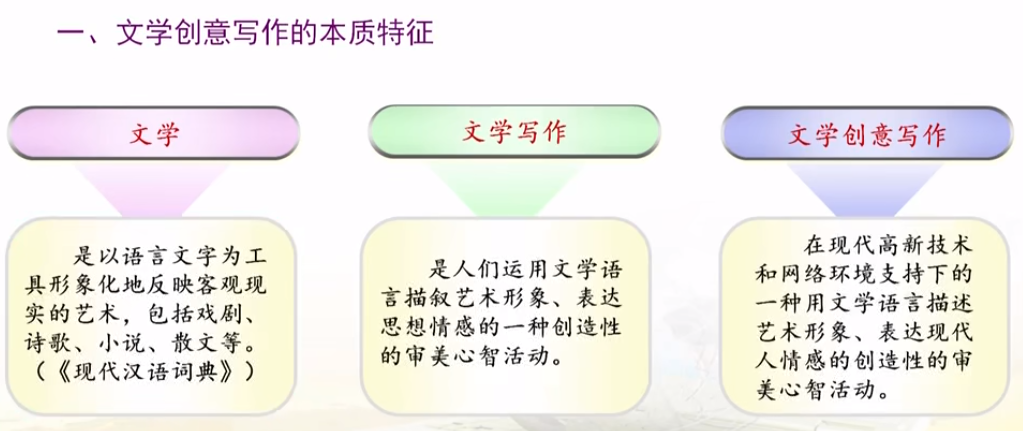 一、文学创意写作的本质特征
文学
是以语言文字为工
具形象化地反映客观现
实的艺术，包括戏剧、
诗歌、小说、散文等。
（《现代汉语词典》）
文学写作
是人们运用文学语
言描叙艺术形象、表达
思想情感的一种创造性
的审美心智活动。
文学创意写作
在现代高新技术
和网络环境支持下的
一种用文学语言描述
艺术形象、表达现代
人情感的创造性的审
美心智活动。